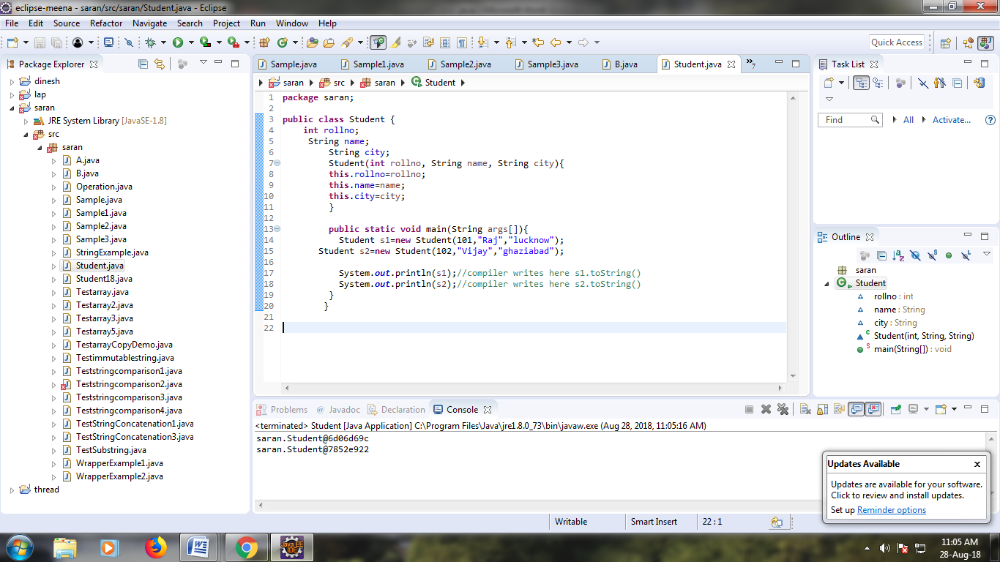 eclipse-meena - saran/src/saran/Student.java - Eclipse
File Edit Source Refactor Navigate Search Project Run Window Help
Quick Access
Package Explorer
dinesh
lap
saran
JRE System Library [JavaSE-1.8]
src
saran
A.java
B.java
Operation.java
Sample.java
Sample1.java
Sample2.java
Sample3.java
StringExample.java
Student.java
Student18.java
Testarray.java
Testarray2.java
Testarray3.java
Testarray5.java
TestarrayCopyDemo.java
Testimmutablestring.java
Teststringcomparison1.java
Teststringcomparison2.java
Teststringcomparison3.java
Teststringcomparison4.java
TestStringConcatenation1.java
TestStringConcatenation3.java
TestSubstring.java
WrapperExample1.java
WrapperExample2.java
thread
Sample.java Sample1.java Sample2.java Sample3.java B.java Student.java »7
saran src saran Student
1 package saran;
2
3 public class Student {
4 int rollno;
5 String name;
6 String city;
7 Student(int rollno, String name, String city){
8 this.rollno=rollno;
9 this.name=name;
10 this.city=city;
11 }
12
13 public static void main(String args[]){
14 Student s1=new Student(101,"Raj","lucknow");
15 Student s2=new Student(102,"Vijay","ghaziabad");
16
17 System.out.println(s1);//compiler writes here s1.toString()
18 System.out.println(s2);//compiler writes here s2.toString()
19 }
20 }
21
22
Task List
Find All Activate...
Outline
saran
Student
rollno : int
name : String
city : String
Student(int, String, String)
main(String[]) : void
Problems Javadoc Declaration Console
<terminated> Student [Java Application] C:\Program Files\Java\jre1.8.0_73\bin\javaw.exe (Aug 28, 2018, 11:05:16 AM)
saran.Student@6d06d69c
saran.Student@7852e922
Updates Available
Updates are available for your software.
Click to review and install updates.
Set up Reminder options
Writable Smart Insert 22 : 1
Java EE
IDE
11:05 AM
28-Aug-18